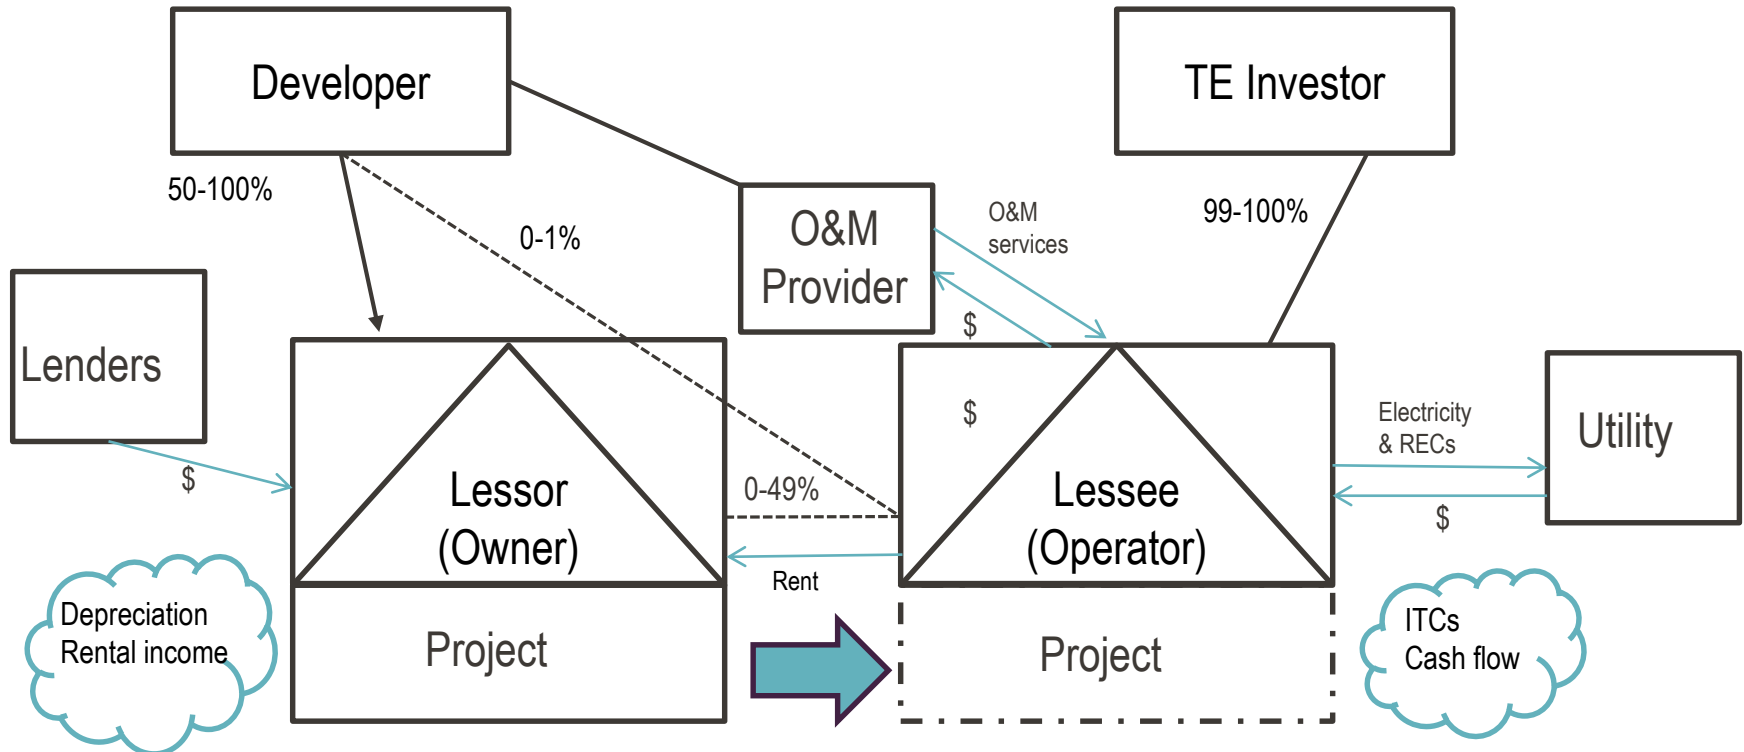 Developer
TE Investor
50-100%
0-1%
O&M
Provider
O&M
services
99-100%
$
Lenders
$
$
Electricity
& RECs
Utility
$
Lessor
(Owner)
0-49%
Rent
Lessee
(Operator)
Depreciation
Rental income
Project
Project
ITCs
Cash flow